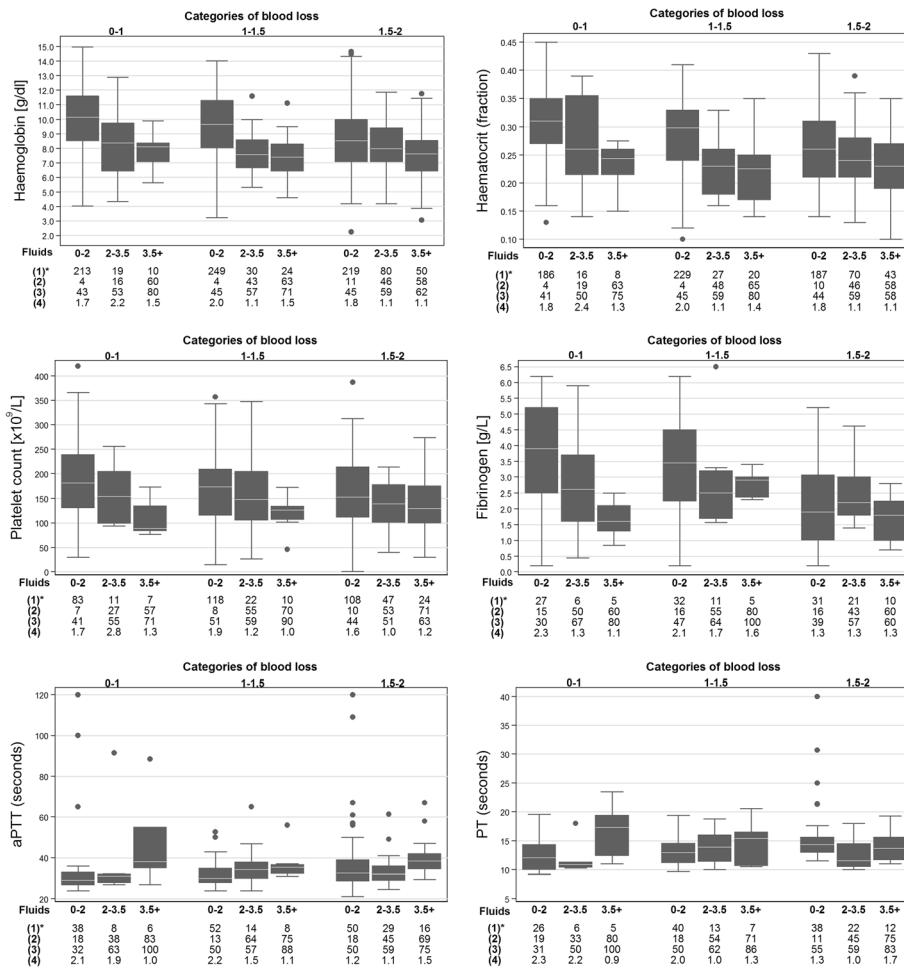 Categories of blood loss
0-1 1-1.5 1.5-2
Haemoglobin [g/dl]
15.0
14.0
13.0
12.0
11.0
10.0
9.0
8.0
7.0
6.0
5.0
4.0
3.0
2.0
Fluids 0-2 2-3.5 3.5+ 0-2 2-3.5 3.5+ 0-2 2-3.5 3.5+
(1)* 213 19 10 249 30 24 219 80 50
(2) 4 16 60 4 43 63 11 46 58
(3) 43 53 80 45 57 71 45 59 62
(4) 1.7 2.2 1.5 2.0 1.1 1.5 1.8 1.1 1.1
Categories of blood loss
0-1 1-1.5 1.5-2
Haematocrit (fraction)
0.45
0.40
0.35
0.30
0.25
0.20
0.15
0.10
Fluids 0-2 2-3.5 3.5+ 0-2 2-3.5 3.5+ 0-2 2-3.5 3.5+
(1)* 186 16 8 229 27 20 187 70 43
(2) 4 19 63 4 48 65 10 46 58
(3) 41 50 75 45 59 80 44 59 58
(4) 1.8 2.4 1.3 2.0 1.1 1.4 1.8 1.1 1.1
Categories of blood loss
0-1 1-1.5 1.5-2
Platelet count [x10^9/L]
400
350
300
250
200
150
100
50
0
Fluids 0-2 2-3.5 3.5+ 0-2 2-3.5 3.5+ 0-2 2-3.5 3.5+
(1)* 83 11 7 118 22 10 108 47 24
(2) 7 27 57 8 55 70 10 53 71
(3) 41 55 71 51 59 90 44 51 63
(4) 1.7 2.8 1.3 1.9 1.2 1.0 1.6 1.0 1.2
Categories of blood loss
0-1 1-1.5 1.5-2
Fibrinogen [g/L]
6.5
6.0
5.5
5.0
4.5
4.0
3.5
3.0
2.5
2.0
1.5
1.0
0.5
0.0
Fluids 0-2 2-3.5 3.5+ 0-2 2-3.5 3.5+ 0-2 2-3.5 3.5+
(1)* 27 6 5 32 11 5 31 21 10
(2) 15 50 60 16 55 80 16 43 60
(3) 30 67 80 47 64 100 39 57 60
(4) 2.3 1.3 1.1 2.1 1.7 1.6 1.3 1.3 1.3
Categories of blood loss
0-1 1-1.5 1.5-2
aPTT (seconds)
120
100
80
60
40
20
Fluids 0-2 2-3.5 3.5+ 0-2 2-3.5 3.5+ 0-2 2-3.5 3.5+
(1)* 38 8 6 52 14 8 50 29 16
(2) 18 38 83 13 64 75 18 45 69
(3) 32 63 100 50 57 88 50 59 75
(4) 2.1 1.9 1.0 2.2 1.5 1.1 1.2 1.1 1.5
Categories of blood loss
0-1 1-1.5 1.5-2
PT (seconds)
40
35
30
25
20
15
10
5
Fluids 0-2 2-3.5 3.5+ 0-2 2-3.5 3.5+ 0-2 2-3.5 3.5+
(1)* 26 6 5 40 13 7 38 22 12
(2) 19 33 80 18 54 71 11 45 75
(3) 31 50 100 50 62 86 55 59 83
(4) 2.3 2.2 0.9 2.0 1.0 1.3 1.3 1.0 1.7